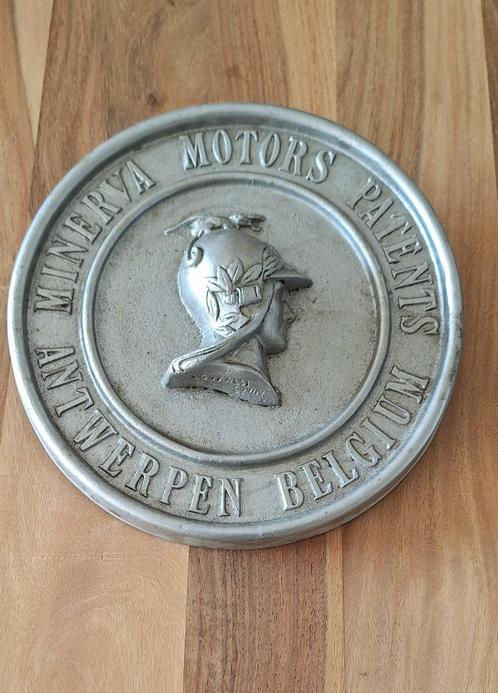 MINERVA MOTORS PATENTS
ANTWERPEN BELGIUM